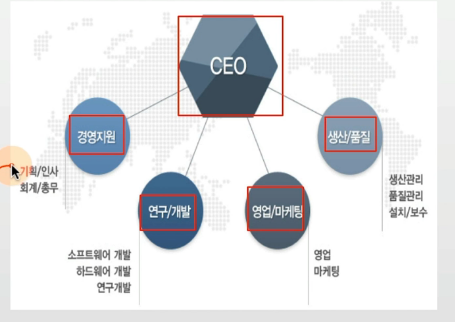 CEO
경영지원
생산/품질
기획/인사
회계/총무
연구/개발
영업/마케팅
생산관리
품질관리
설치/보수
소프트웨어 개발
하드웨어 개발
연구개발
영업
마케팅